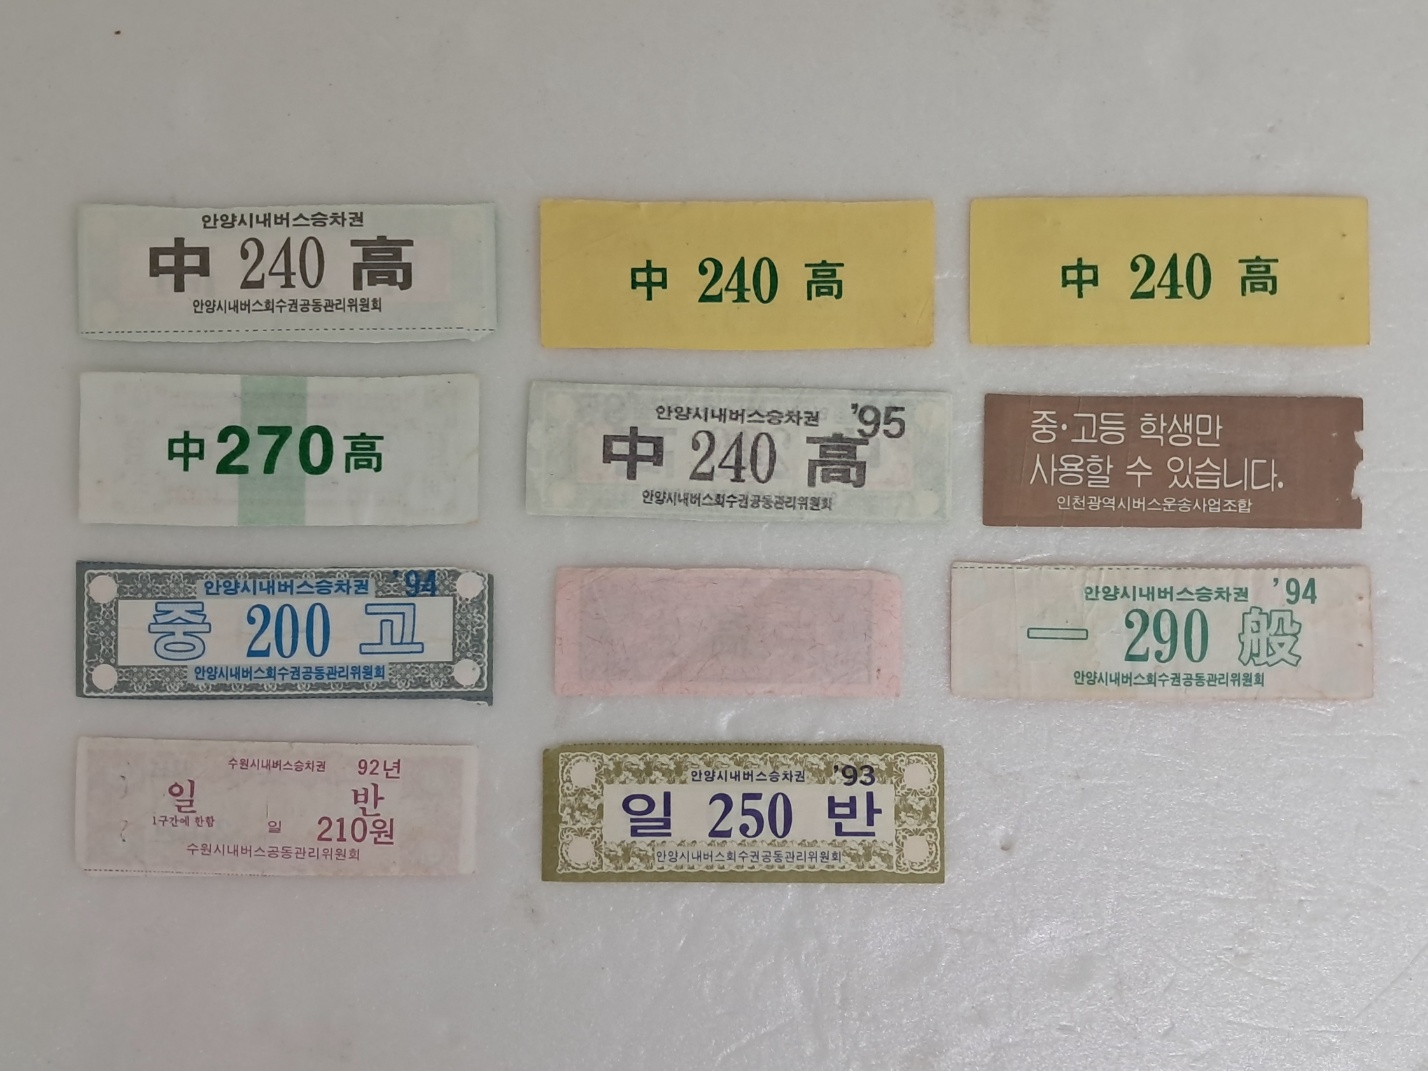 안양시내버스승차권
中 240 高
안양시내버스회수권공동관리위원회
中 240 高
中 240 高
中 270 高
안양시내버스승차권 '95
中 240 高
안양시내버스회수권공동관리위원회
중·고등 학생만
사용할 수 있습니다.
인천광역시버스운송사업조합
안양시내버스승차권 '94
중 200 고
안양시내버스회수권공동관리위원회
안양시내버스승차권 '94
一 290 般
안양시내버스회수권공동관리위원회
수원시내버스승차권 92년
일 반
1구간에 한함 일 210원
수원시내버스공동관리위원회
안양시내버스승차권 '93
일 250 반
안양시내버스회수권공동관리위원회